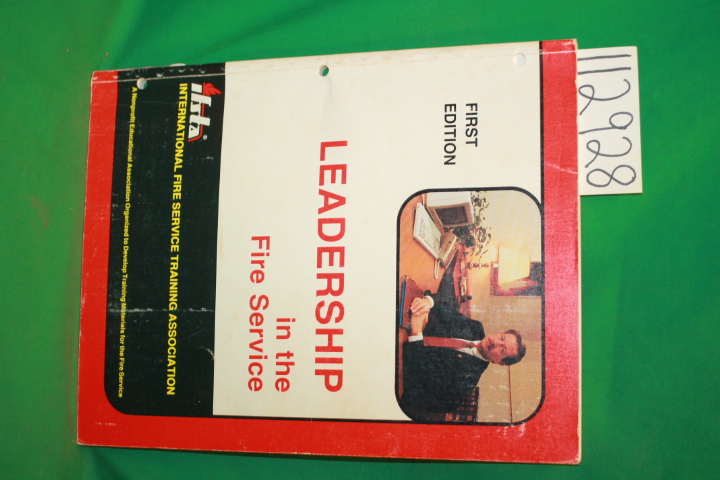 FIRST
EDITION
LEADERSHIP
in the
Fire Service
ifsta
INTERNATIONAL FIRE SERVICE TRAINING ASSOCIATION
A Nonprofit Educational Association Organized to Develop Training Materials for the Fire Service
112928